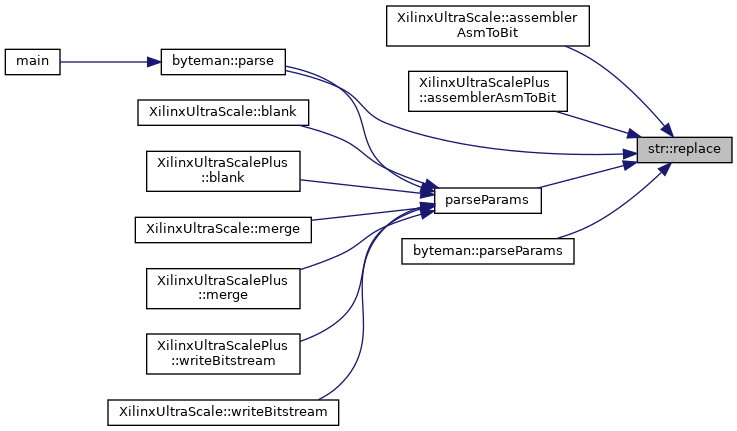 XilinxUltraScale::assembler
AsmToBit
main
byteman::parse
XilinxUltraScalePlus
::assemblerAsmToBit
XilinxUltraScale::blank
str::replace
XilinxUltraScalePlus
::blank
parseParams
XilinxUltraScale::merge
byteman::parseParams
XilinxUltraScalePlus
::merge
XilinxUltraScalePlus
::writeBitstream
XilinxUltraScale::writeBitstream